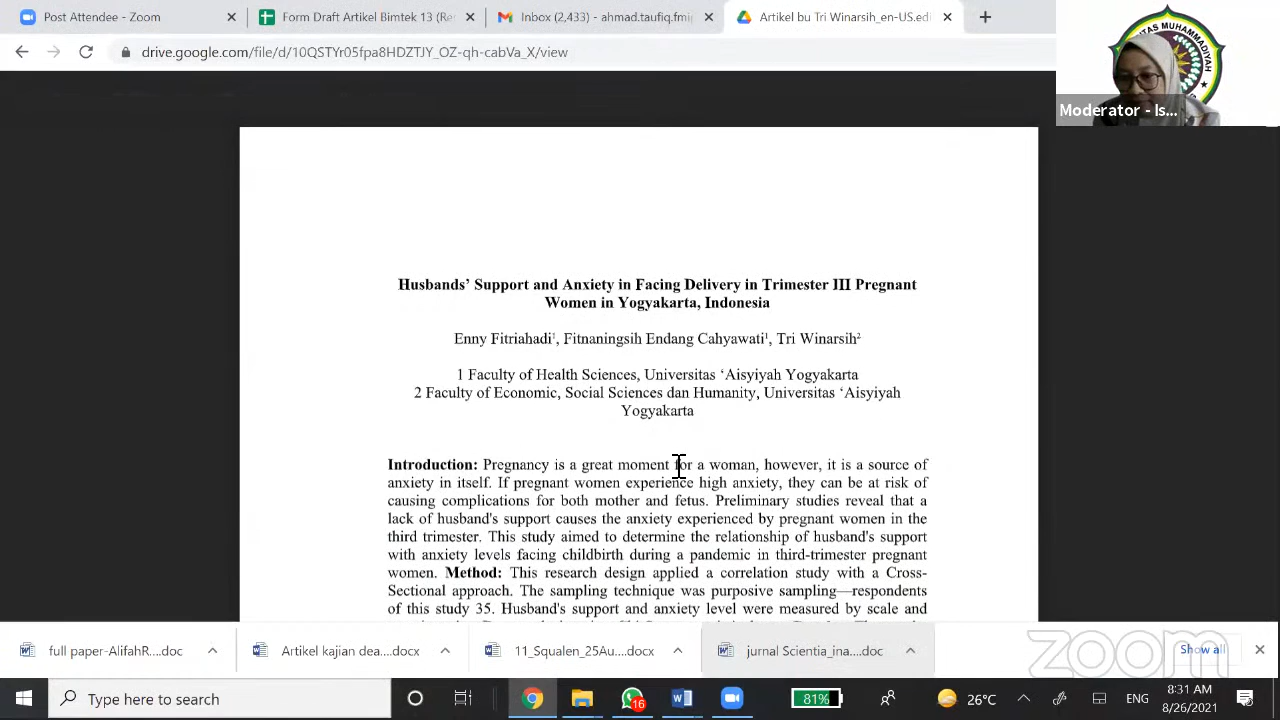 Post Attendee - Zoom
Form Draft Artikel Bimtek 13 (Re
Inbox (2,433) - ahmad.taufiq.fmi
Artikel bu Tri Winarsih_en-US.edi
drive.google.com/file/d/10QSTYr05fpa8HDZTJY_OZ-qh-cabVa_X/view
Moderator - Is...
Husbands' Support and Anxiety in Facing Delivery in Trimester III Pregnant
Women in Yogyakarta, Indonesia
Enny Fitriahadi¹, Fitnaningsih Endang Cahyawati¹, Tri Winarsih²
1 Faculty of Health Sciences, Universitas ‘Aisyiyah Yogyakarta
2 Faculty of Economic, Social Sciences dan Humanity, Universitas ‘Aisyiyah
Yogyakarta
Introduction: Pregnancy is a great moment for a woman, however, it is a source of
anxiety in itself. If pregnant women experience high anxiety, they can be at risk of
causing complications for both mother and fetus. Preliminary studies reveal that a
lack of husband's support causes the anxiety experienced by pregnant women in the
third trimester. This study aimed to determine the relationship of husband's support
with anxiety levels facing childbirth during a pandemic in third-trimester pregnant
women. Method: This research design applied a correlation study with a Cross-
Sectional approach. The sampling technique was purposive sampling—respondents
of this study 35. Husband's support and anxiety level were measured by scale and
full paper-AlifahR....doc
Artikel kajian dea....docx
11_Squalen_25Au....docx
jurnal Scientia_ina....doc
Show all
zoom
Type here to search
16
81%
26°C
ENG
8:31 AM
8/26/2021